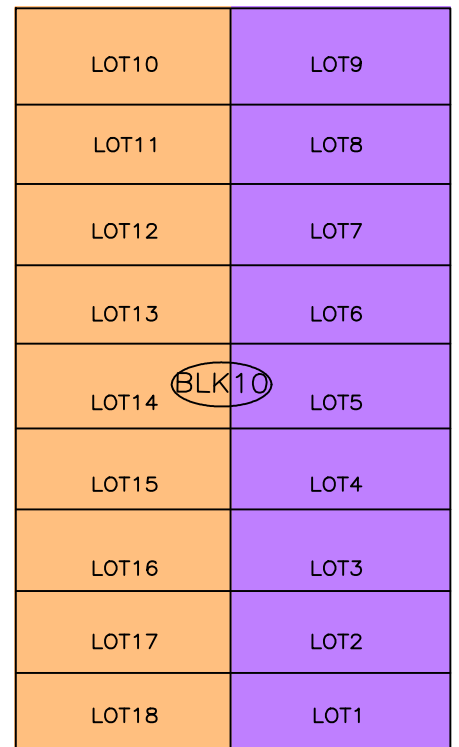 LOT10 LOT9
LOT11 LOT8
LOT12 LOT7
LOT13 LOT6
BLK10
LOT14 LOT5
LOT15 LOT4
LOT16 LOT3
LOT17 LOT2
LOT18 LOT1